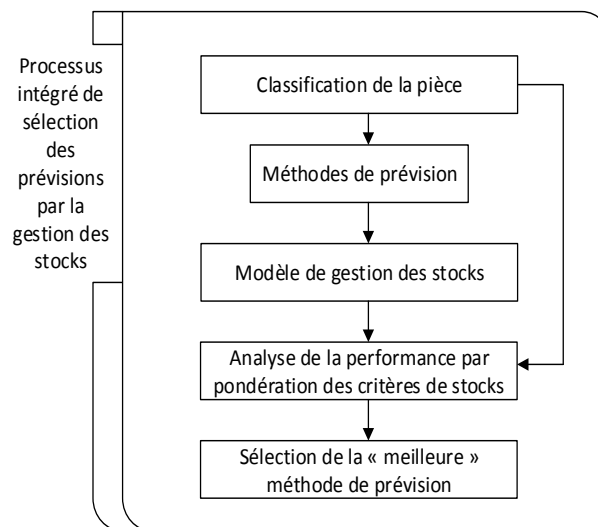 Processus
intégré de
sélection
des
prévisions
par la
gestion des
stocks
Classification de la pièce
Méthodes de prévision
Modèle de gestion des stocks
Analyse de la performance par
pondération des critères de stocks
Sélection de la « meilleure »
méthode de prévision